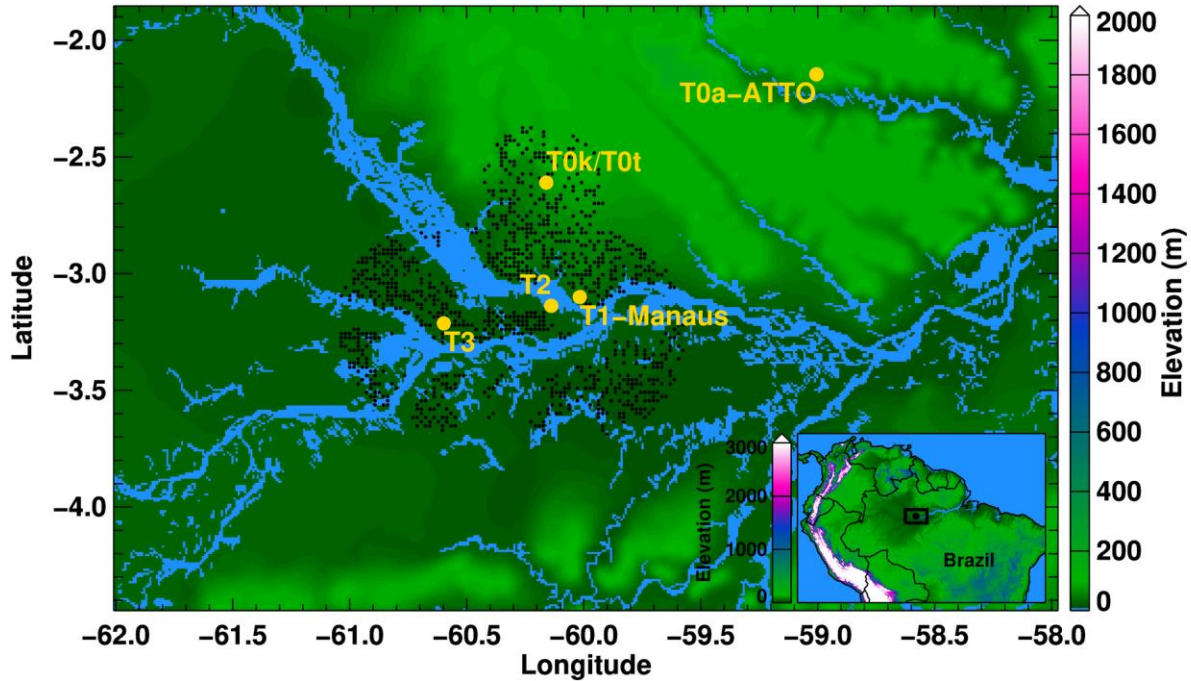 −2.0
−2.5
−3.0
−3.5
−4.0
Latitude
−62.0 −61.5 −61.0 −60.5 −60.0 −59.5 −59.0 −58.5 −58.0
Longitude
T0a−ATTO
T0k/T0t
T2
T1−Manaus
T3
2000
1800
1600
1400
1200
1000
800
600
400
200
0
Elevation (m)
3000
2000
1000
0
Elevation (m)
Brazil